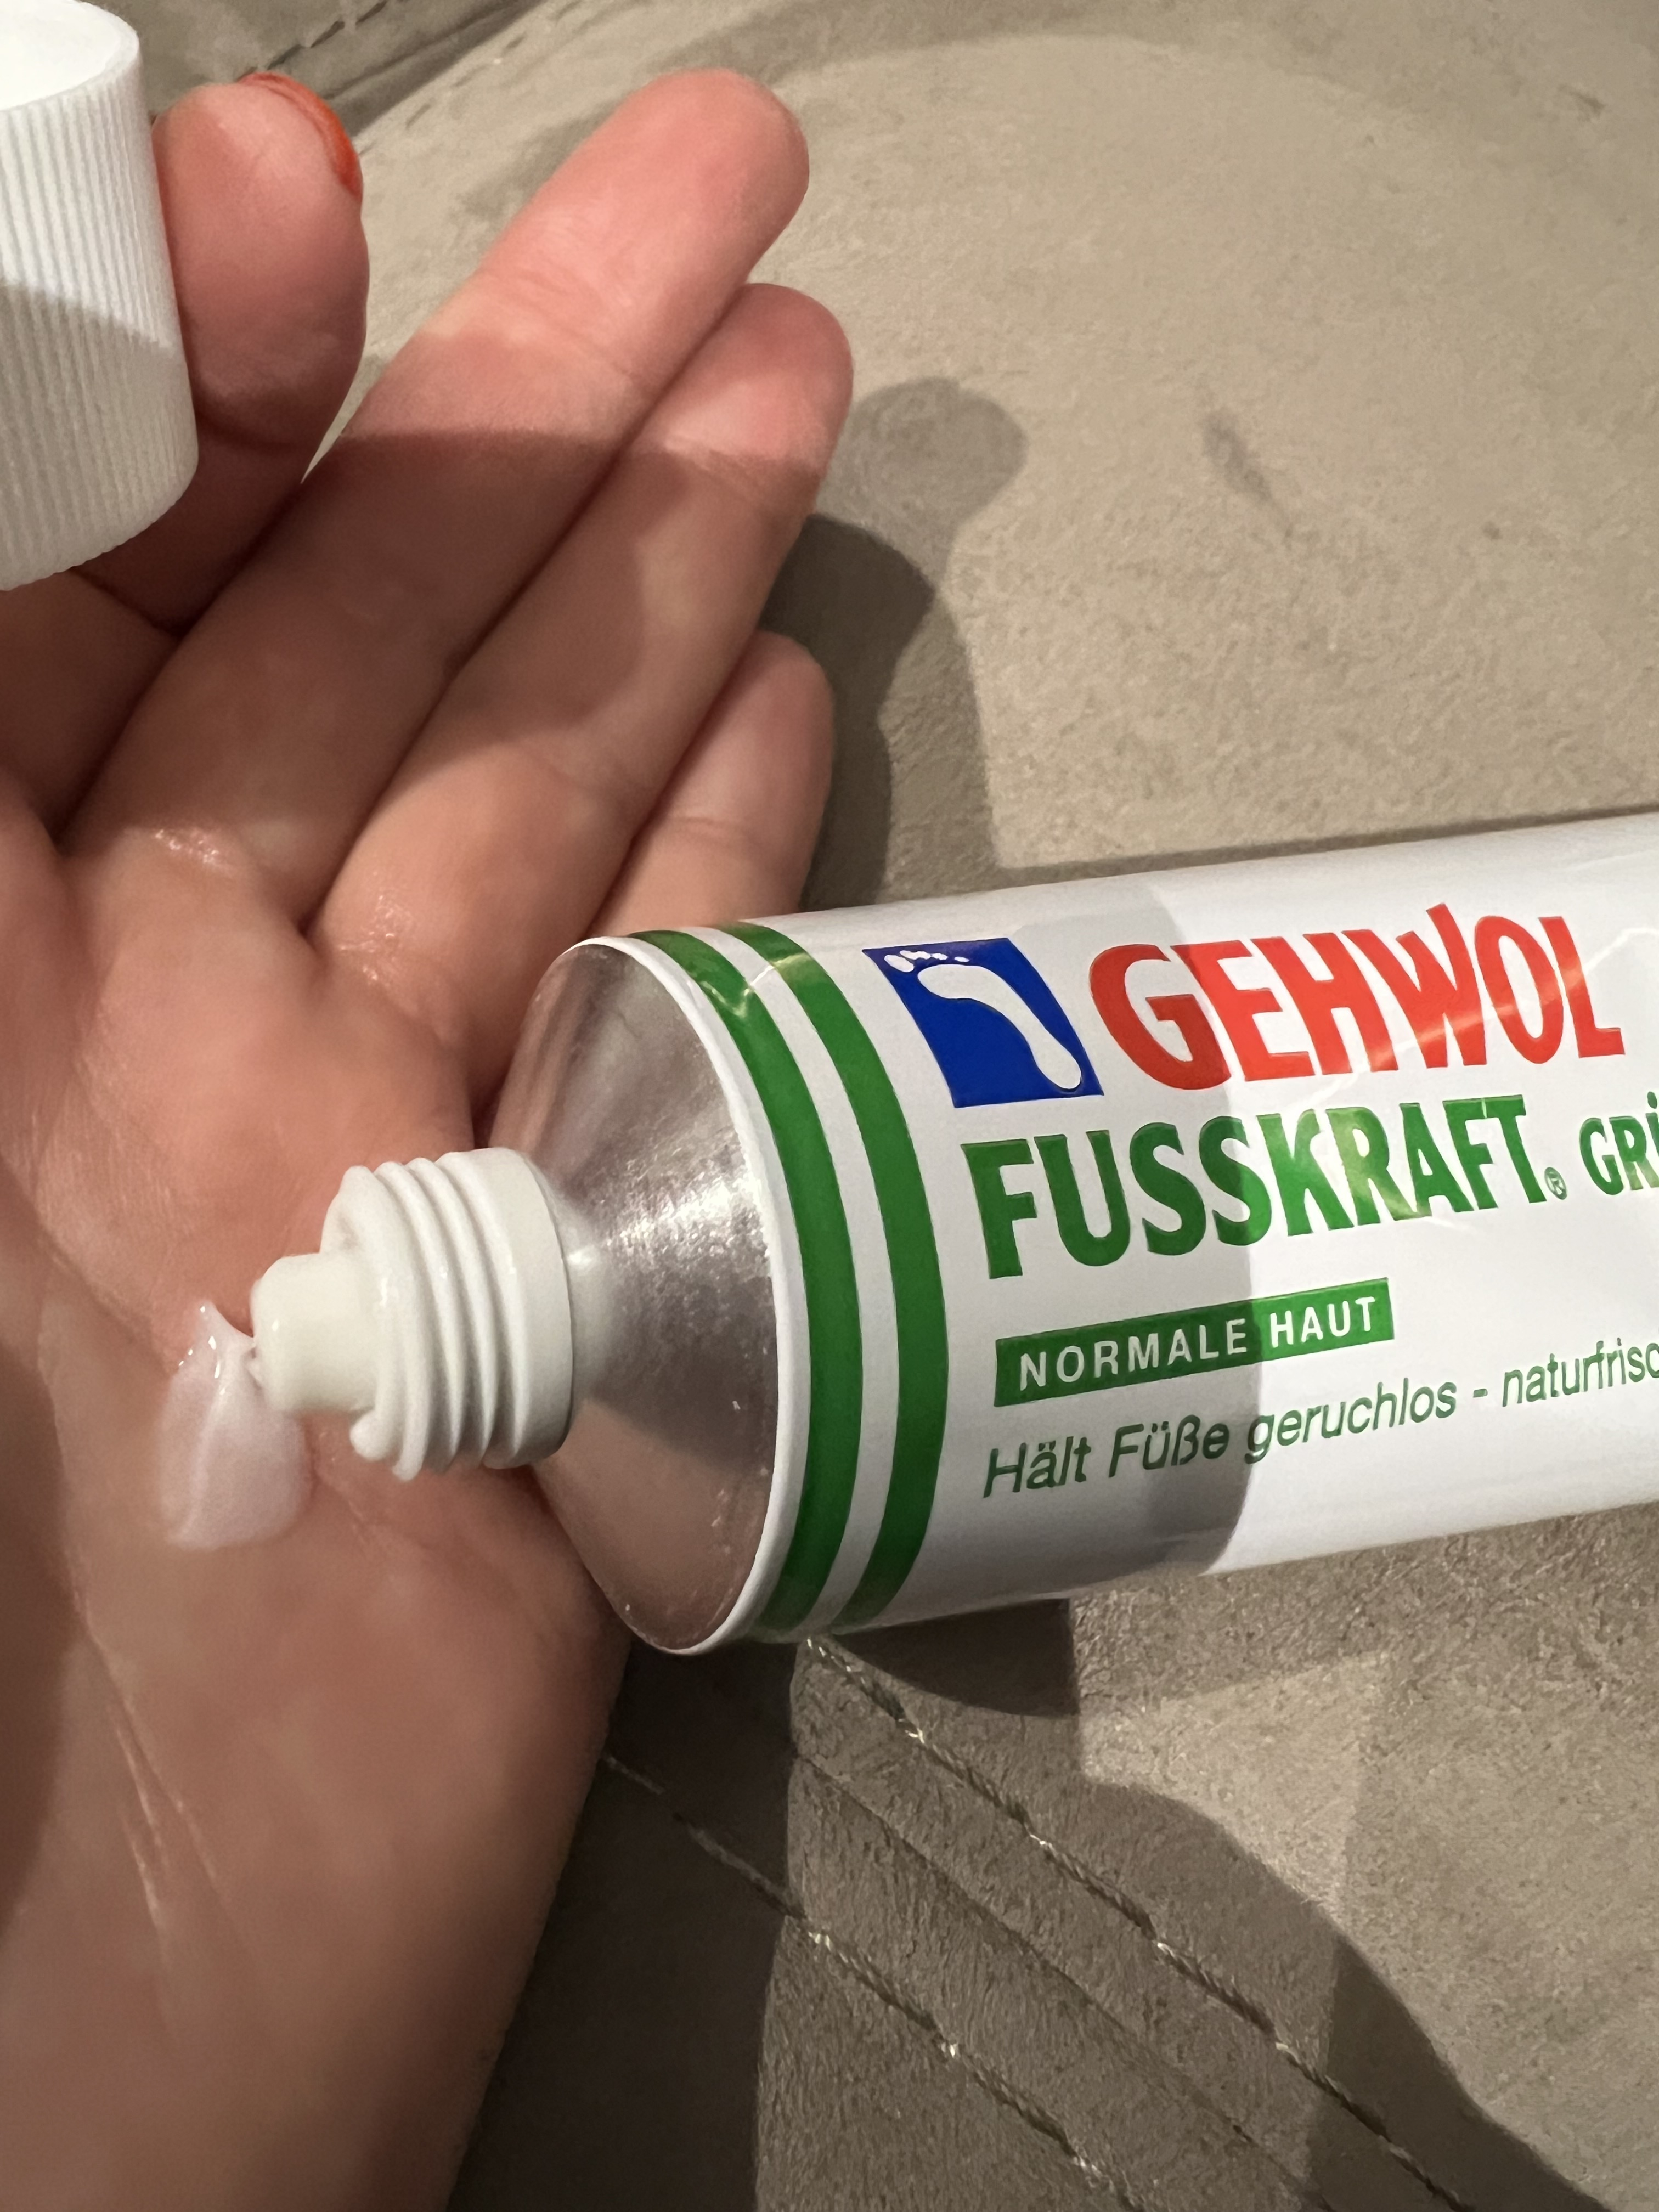 GEHWOL
FUSSKRAFT®
NORMALE HAUT
Hält Füße geruchlos -